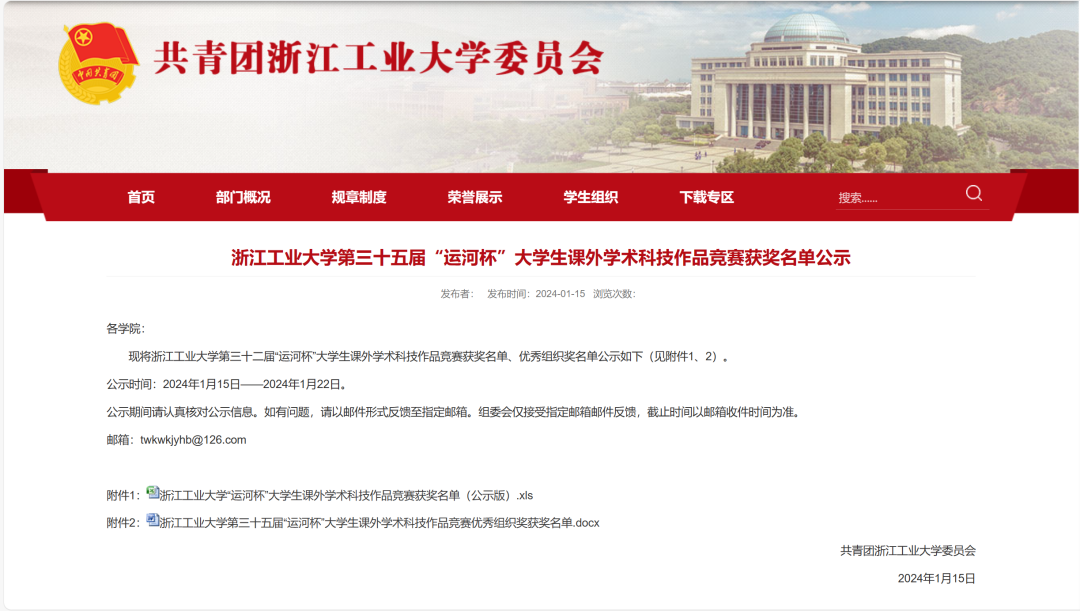 中国共青团
共青团浙江工业大学委员会
首页 部门概况 规章制度 荣誉展示 学生组织 下载专区 搜索......
浙江工业大学第三十五届“运河杯”大学生课外学术科技作品竞赛获奖名单公示
发布者： 发布时间：2024-01-15 浏览次数：
各学院：
现将浙江工业大学第三十二届“运河杯”大学生课外学术科技作品竞赛获奖名单、优秀组织奖名单公示如下（见附件1、2）。
公示时间：2024年1月15日——2024年1月22日。
公示期间请认真核对公示信息。如有问题，请以邮件形式反馈至指定邮箱。组委会仅接受指定邮箱邮件反馈，截止时间以邮箱收件时间为准。
邮箱：twkwkjyhb@126.com
附件1：浙江工业大学“运河杯”大学生课外学术科技作品竞赛获奖名单（公示版）.xls
附件2：浙江工业大学第三十五届“运河杯”大学生课外学术科技作品竞赛优秀组织奖获奖名单.docx
共青团浙江工业大学委员会
2024年1月15日